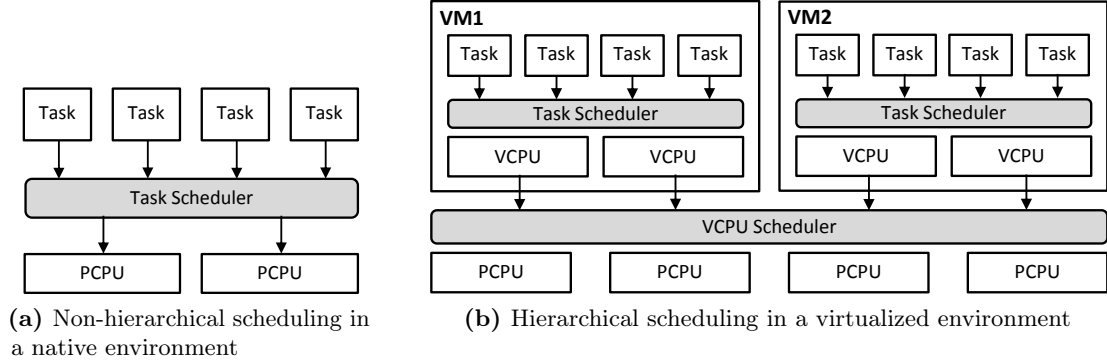 Task Task Task Task
Task Scheduler
PCPU PCPU
(a) Non-hierarchical scheduling in
a native environment
VM1 VM2
Task Task Task Task Task Task Task Task
Task Scheduler Task Scheduler
VCPU VCPU VCPU VCPU
VCPU Scheduler
PCPU PCPU PCPU PCPU
(b) Hierarchical scheduling in a virtualized environment